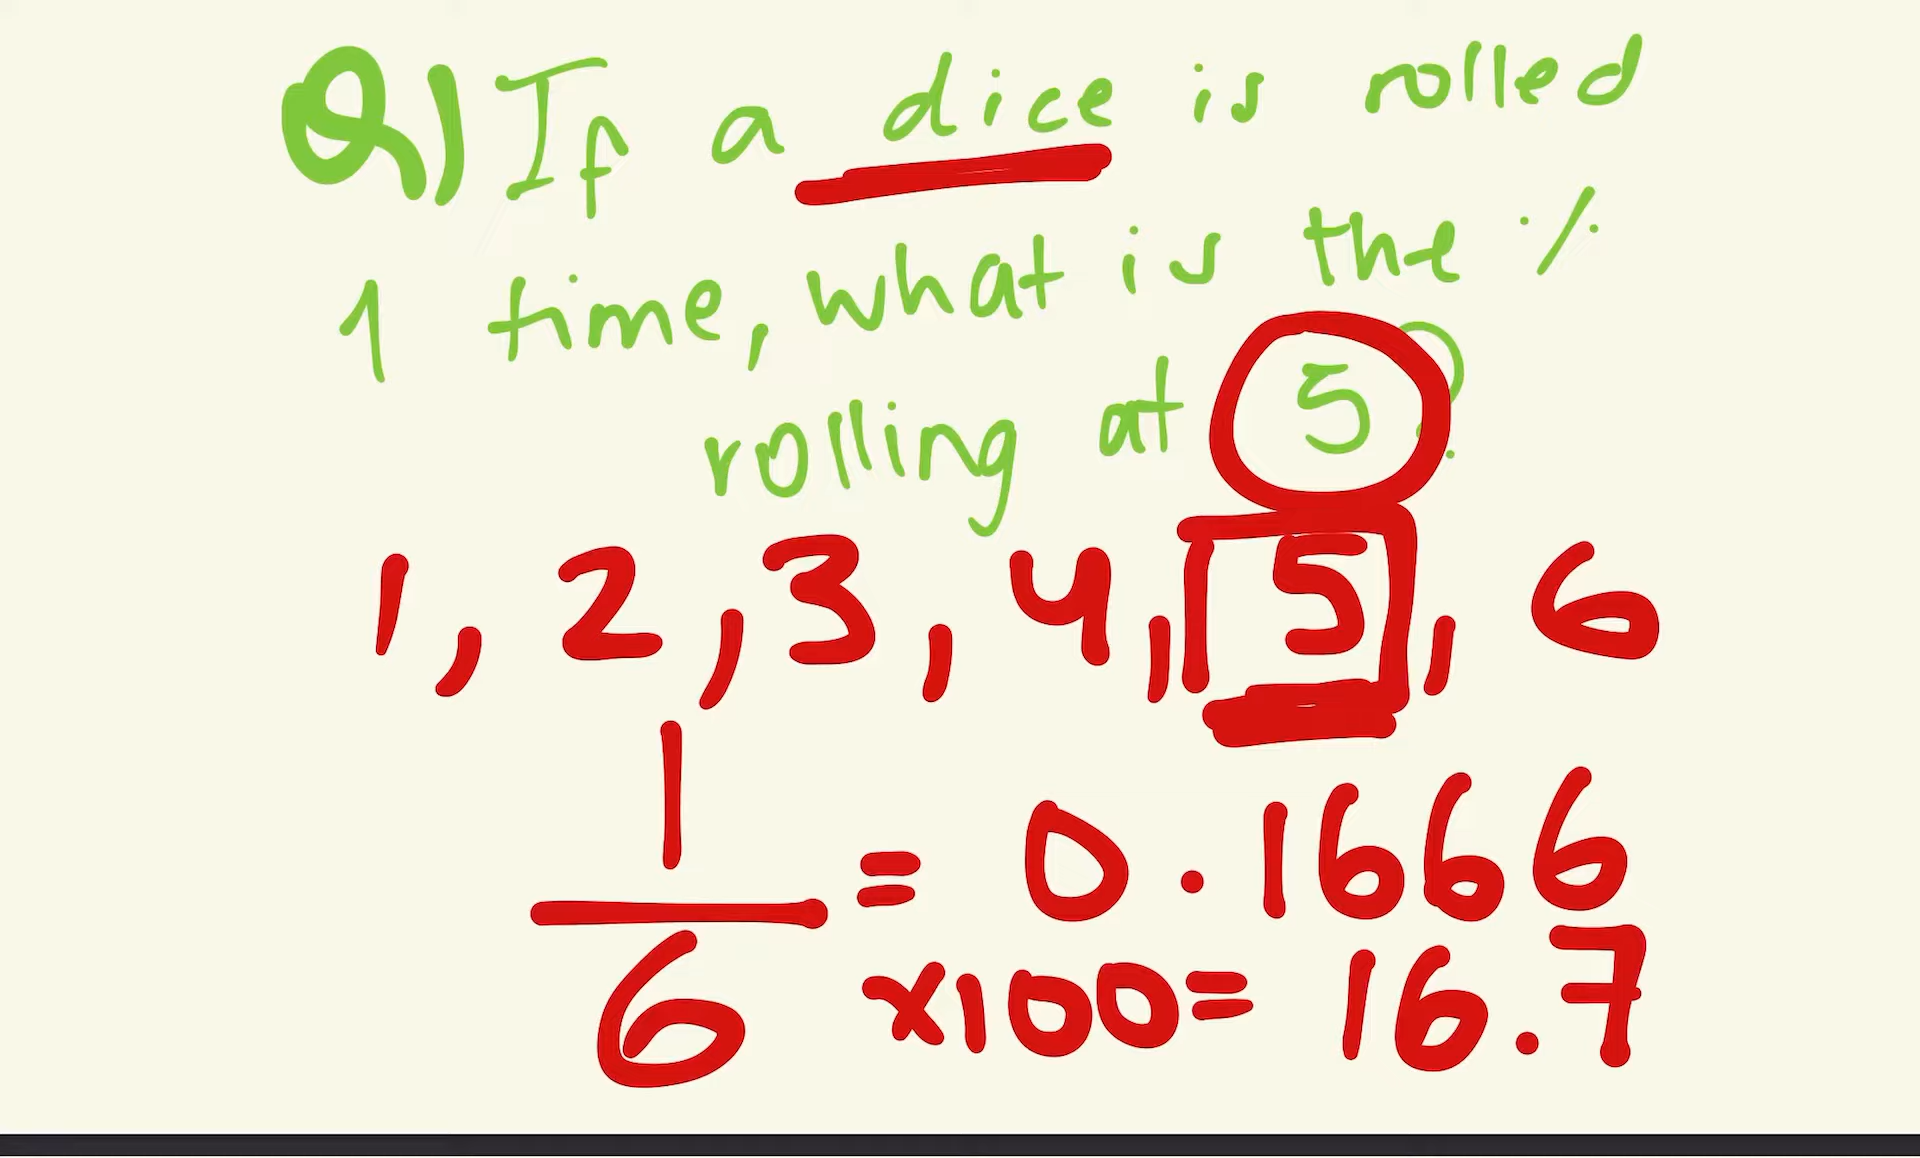 Q) If a dice is rolled
1 time, what is the %
rolling at 5?
1, 2, 3, 4, 5, 6
1/6 = 0.1666
x100= 16.7